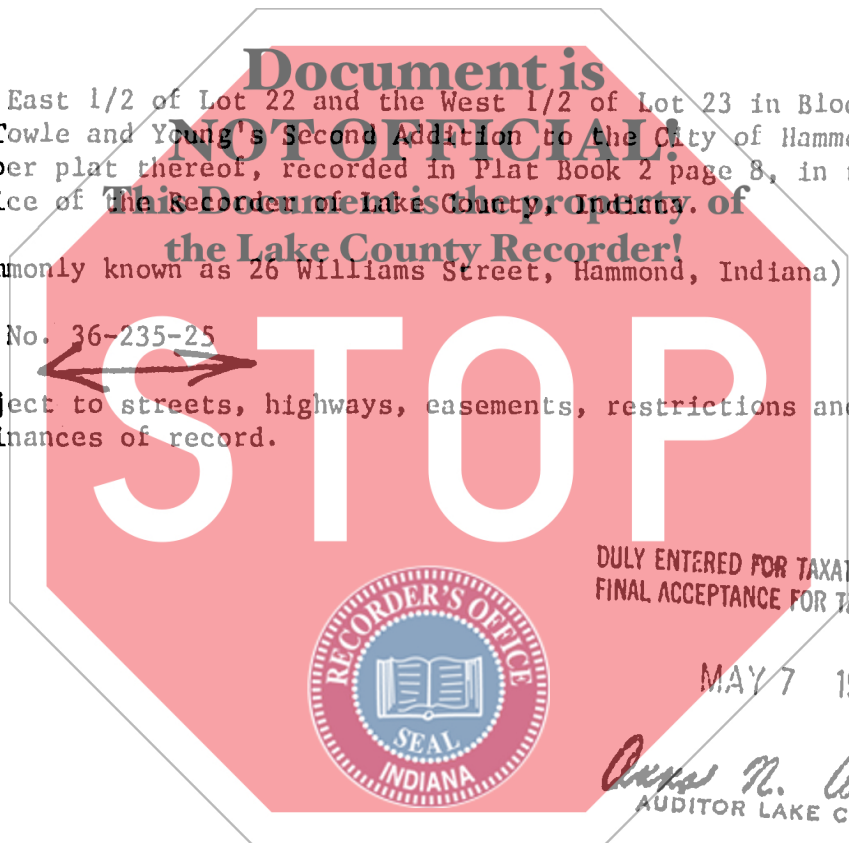 Document is
East 1/2 of Lot 22 and the West 1/2 of Lot 23 in Bloc
Towle and Young's Second Addition to the City of Hammo
NOT OFFICIAL!
per plat thereof, recorded in Plat Book 2 page 8, in
ice of the Recorder of Lake County, Indiana.
This Document is the property of
the Lake County Recorder!
mmonly known as 26 Williams Street, Hammond, Indiana)
No. 36-235-25
STOP
ject to streets, highways, easements, restrictions and
inances of record.
DULY ENTERED FOR TAXAT
FINAL ACCEPTANCE FOR T
RECORDER'S OFFICE
MAY 7 19
SEAL
INDIANA
N.
AUDITOR LAKE C